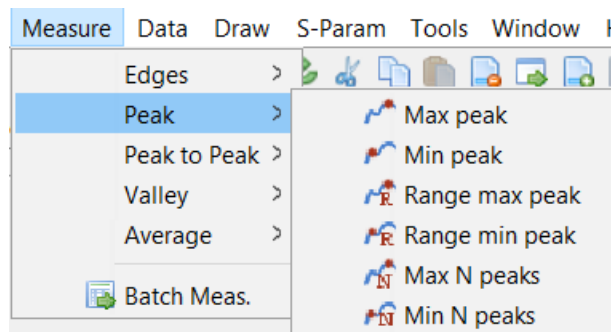 Measure Data Draw S-Param Tools Window
Edges
Peak
Peak to Peak
Valley
Average
Batch Meas.
Max peak
Min peak
Range max peak
Range min peak
Max N peaks
Min N peaks